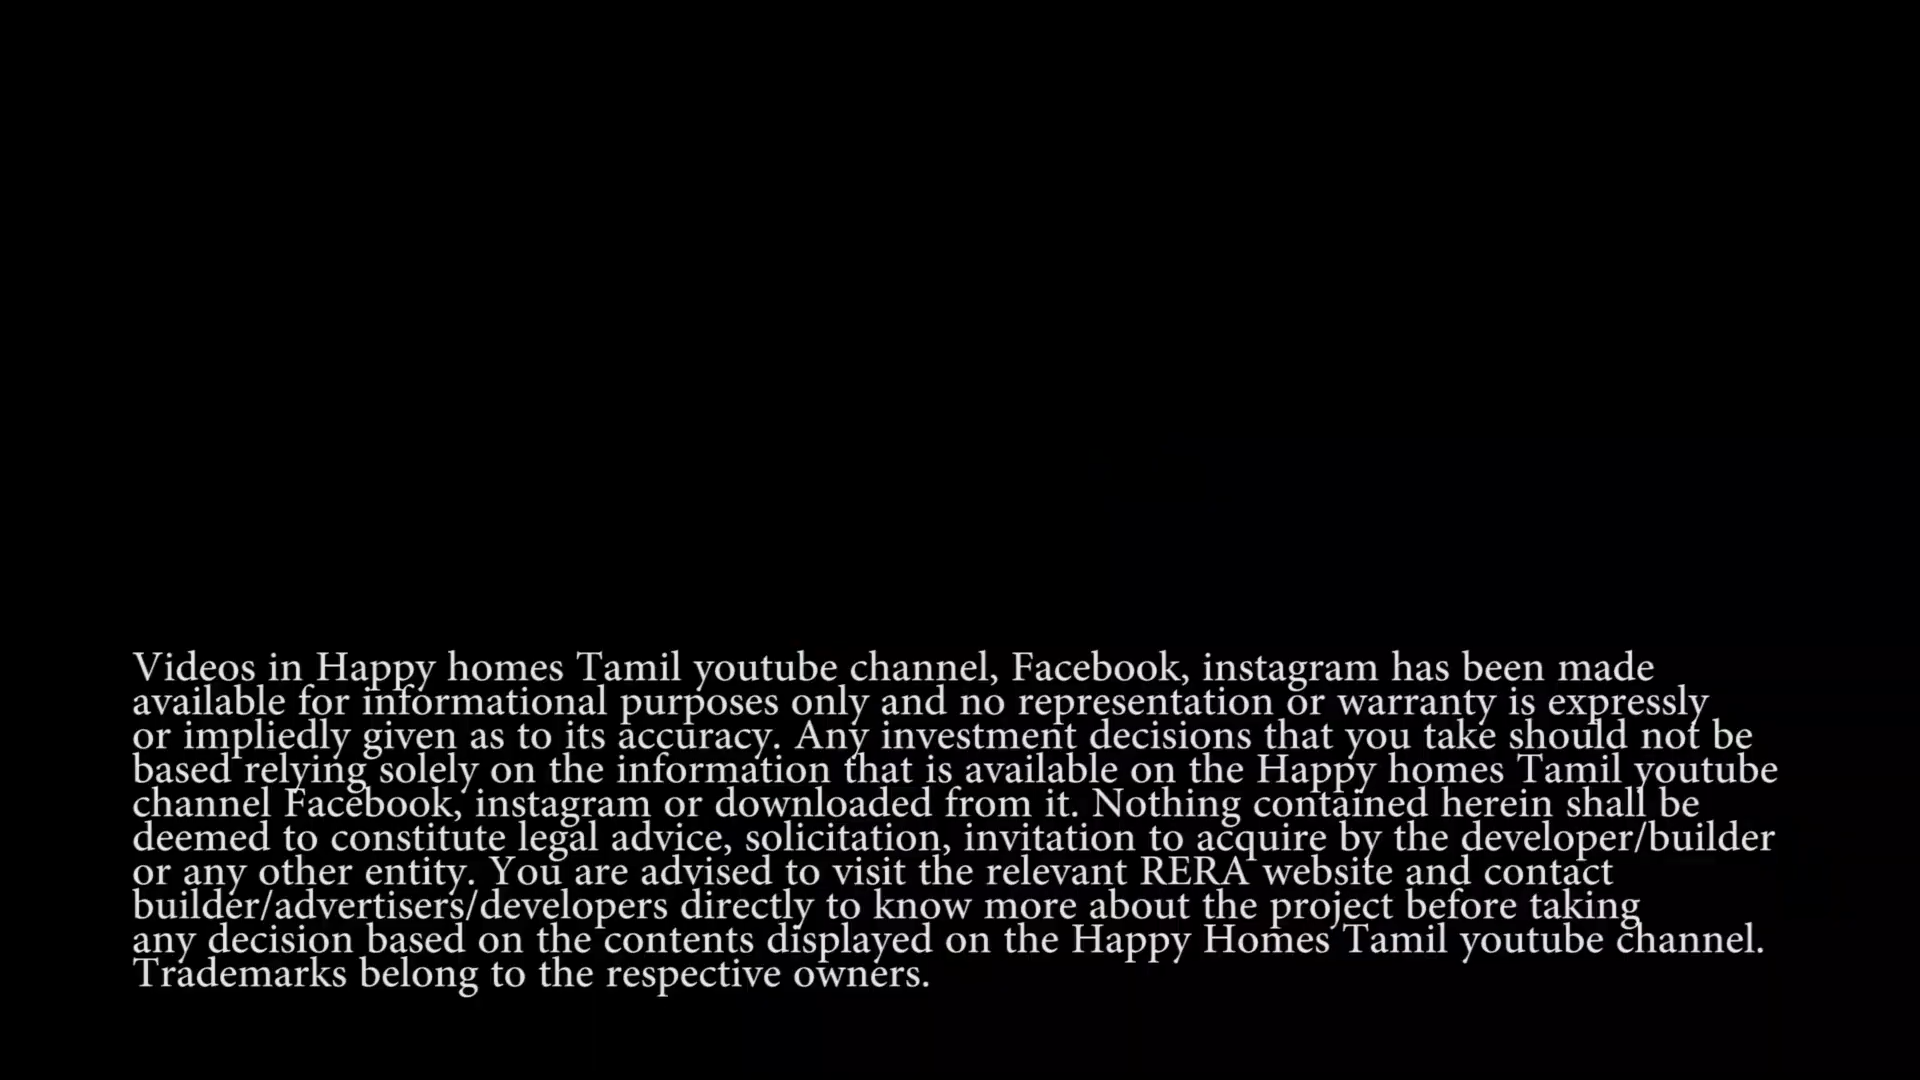 Videos in Happy homes Tamil youtube channel, Facebook, instagram has been made
available for informational purposes only and no representation or warranty is expressly
or impliedly given as to its accuracy. Any investment decisions that you take should not be
based relying solely on the information that is available on the Happy homes Tamil youtube
channel Facebook, instagram or downloaded from it. Nothing contained herein shall be
deemed to constitute legal advice, solicitation, invitation to acquire by the developer/builder
or any other entity. You are advised to visit the relevant RERA website and contact
builder/advertisers/developers directly to know more about the project before taking
any decision based on the contents displayed on the Happy Homes Tamil youtube channel.
Trademarks belong to the respective owners.